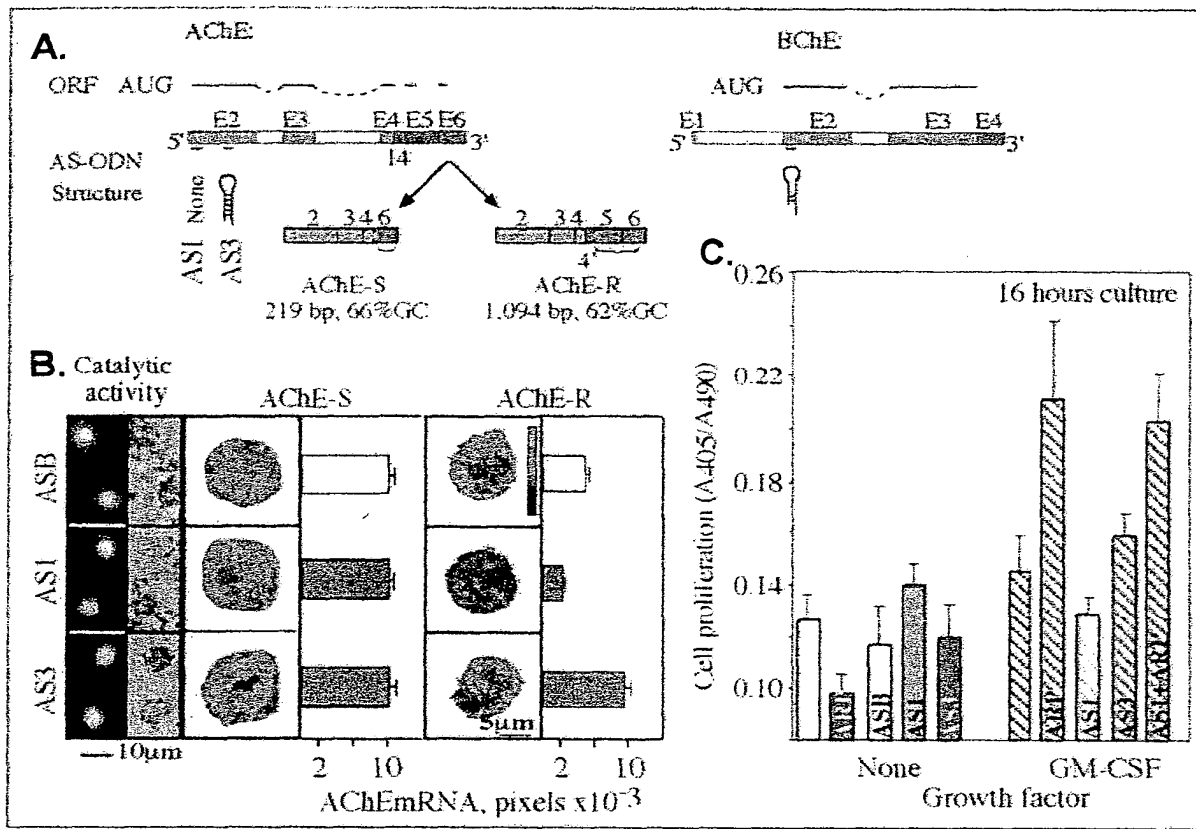 A.
AChE:
BChE:
ORF AUG
AUG
E2 E3 E4 E5 E6
E1 E2 E3 E4
5' 3'
5' 3'
AS-ODN
Structure
I4'
None
AS1
AS3
2 3 4 6
2 3 4 5 6
4'
AChE-S
219 bp, 66%GC
AChE-R
1.094 bp, 62%GC
B.
Catalytic
activity
AChE-S
AChE-R
ASB
AS1
AS3
10µm
5µm
2 10
2 10
AChEmRNA, pixels x10-3
C.
16 hours culture
Cell proliferation (A405/A490)
0.26
0.22
0.18
0.14
0.10
ASB
AS1
ARP
AS1
AS3
AS1+ARP
None
GM-CSF
Growth factor